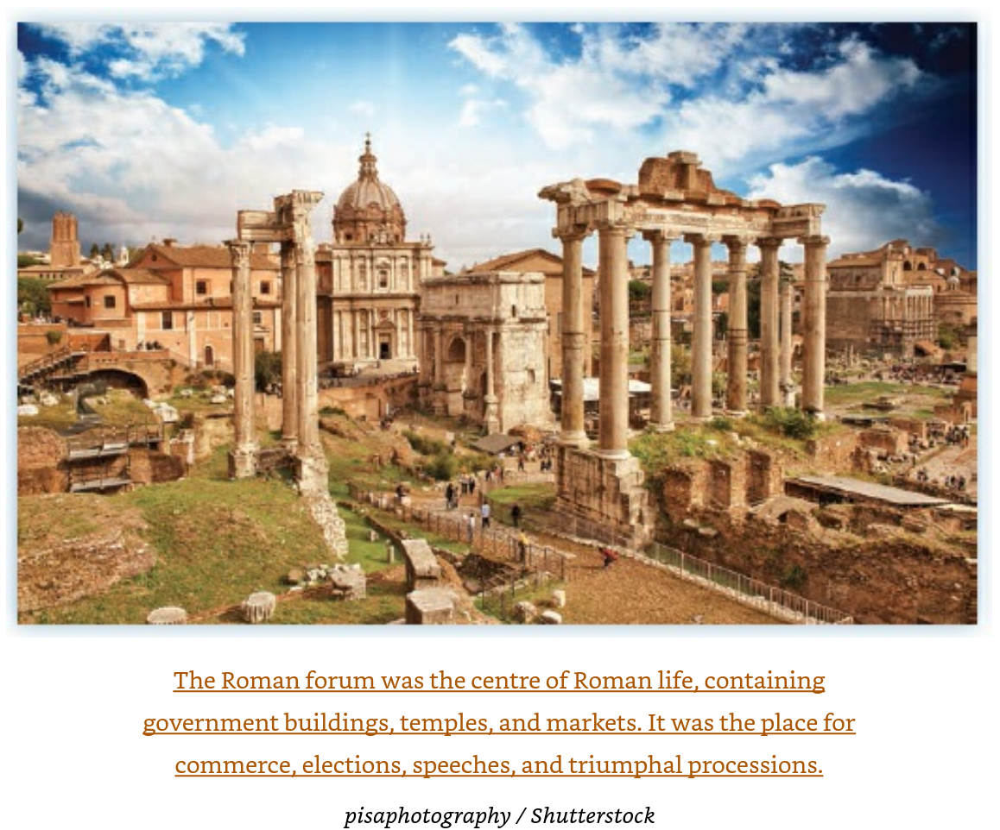 The Roman forum was the centre of Roman life, containing
government buildings, temples, and markets. It was the place for
commerce, elections, speeches, and triumphal processions.
pisaphotography / Shutterstock